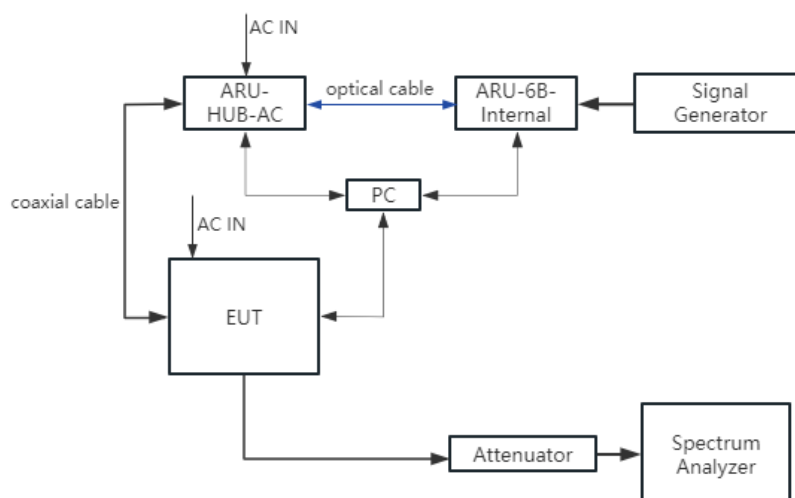 AC IN
ARU-
HUB-AC
optical cable
ARU-6B-
Internal
Signal
Generator
PC
coaxial cable
AC IN
EUT
Attenuator
Spectrum
Analyzer